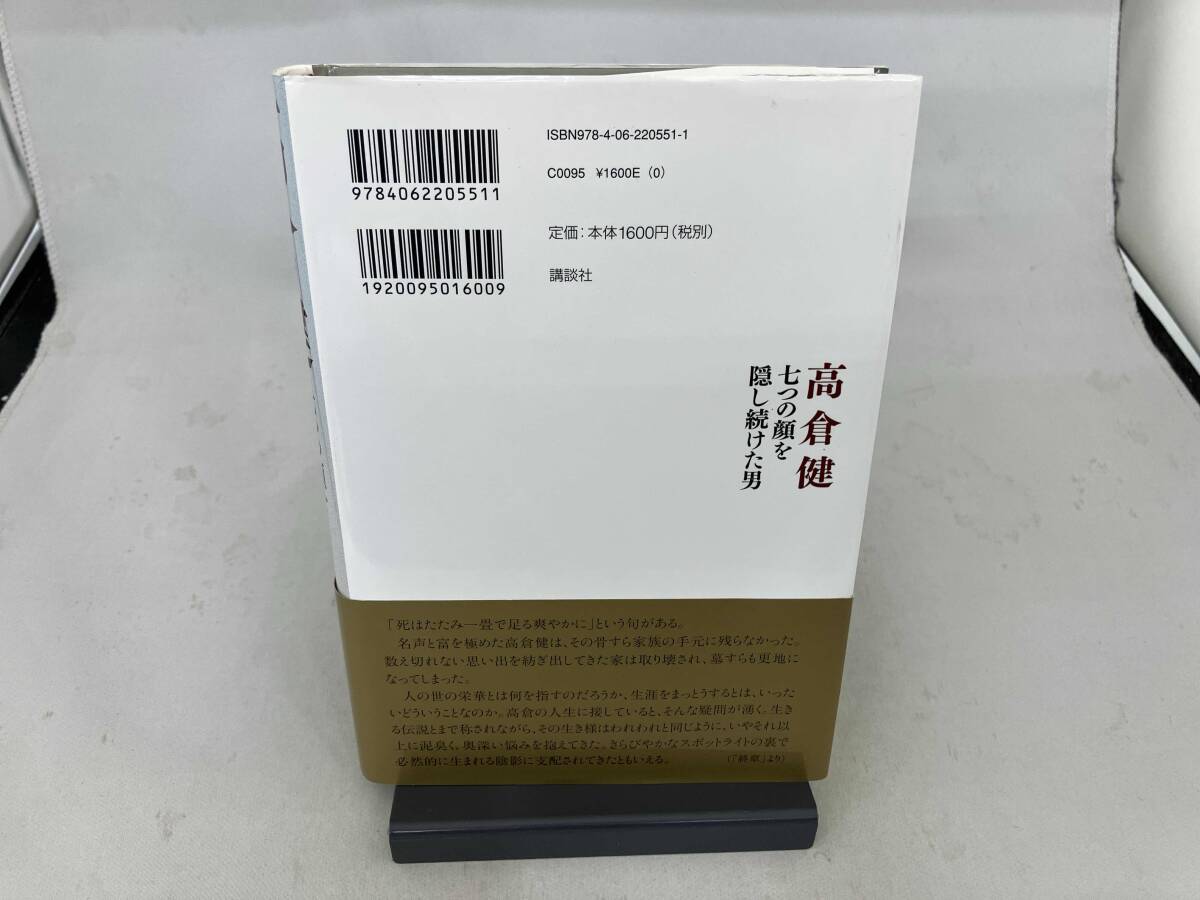 ISBN978-4-06-220551-1
9784062205511
C0095 ¥1600E (0)
1920095016009
定価:本体1600円(税別)
講談社
高倉健
七つの顔を
隠し続けた男
「死はたたみ一畳で足る爽やかに」という句がある。
名声と富を極めた高倉健は、その骨すら家族の手元に残らなかった。
数え切れない思い出を紡ぎ出してきた家は取り壊され、墓すらも更地に
なってしまった。
人の世の栄華とは何を指すのだろうか、生涯をまっとうするとは、いった
いどういうことなのか。高倉の人生に接していると、そんな疑問が湧く。生き
る伝説とまで称されながら、その生き様はわれわれと同じように、いやそれ以
上に泥臭く、奥深い悩みを抱えてきた。きらびやかなスポットライトの裏で
必然的に生まれる陰影に支配されてきたともいえる。
(「終章」より)